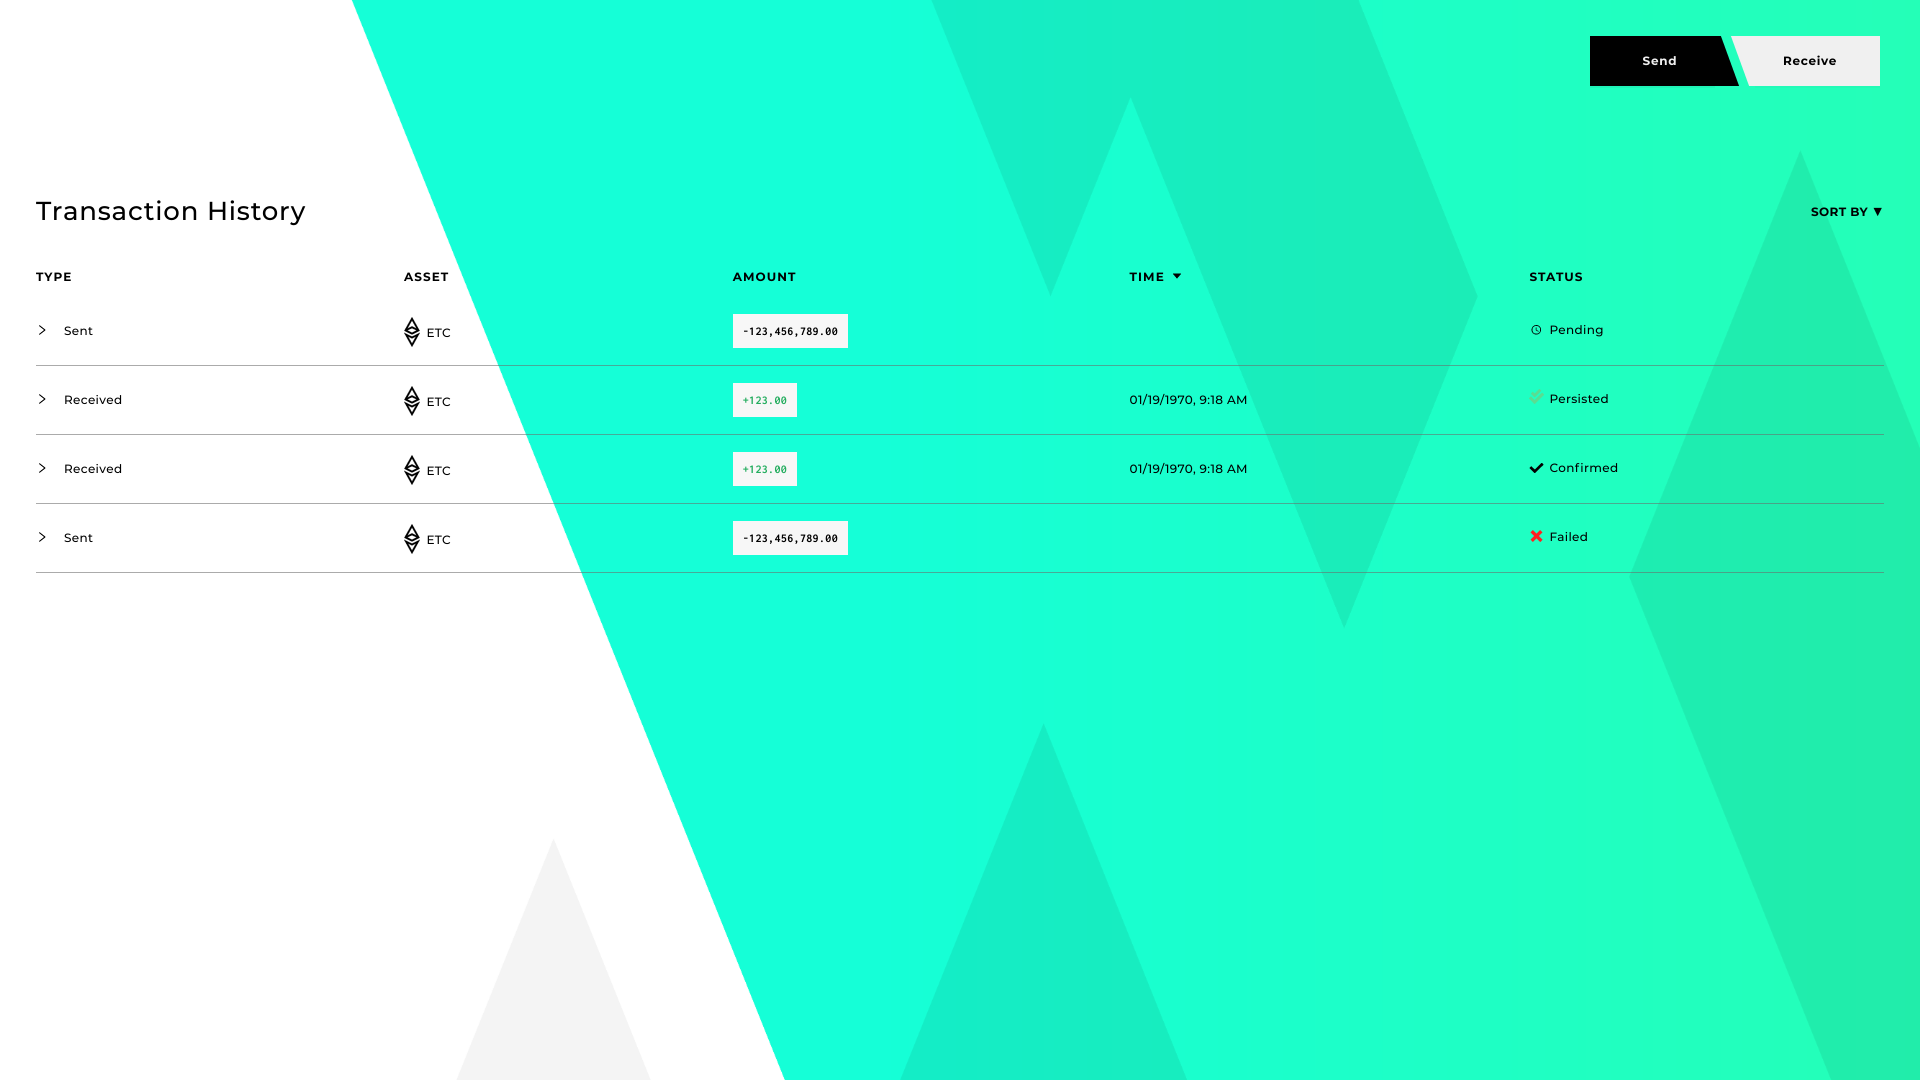 Send Receive
Transaction History SORT BY ▼
TYPE ASSET AMOUNT TIME STATUS
Sent ETC -123,456,789.00 Pending
Received ETC +123.00 01/19/1970, 9:18 AM Persisted
Received ETC +123.00 01/19/1970, 9:18 AM Confirmed
Sent ETC -123,456,789.00 Failed